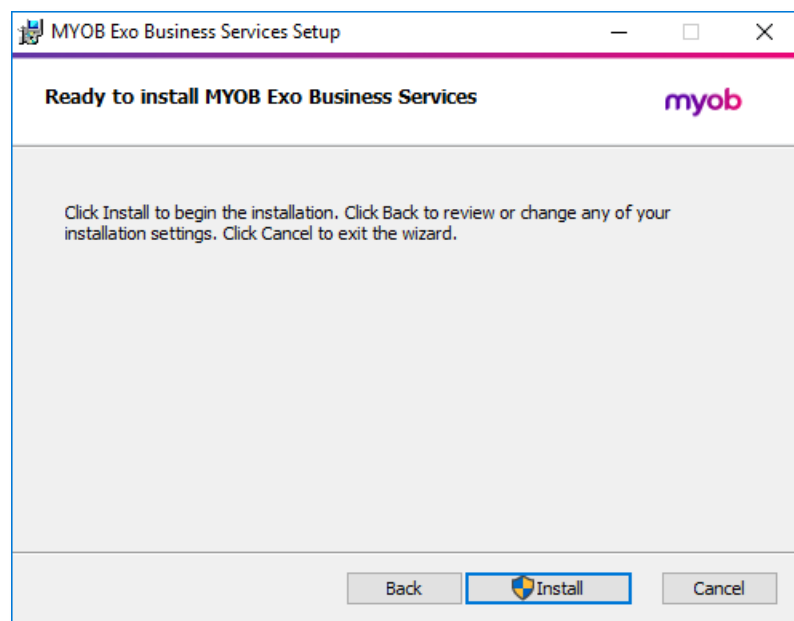 MYOB Exo Business Services Setup
Ready to install MYOB Exo Business Services
myob
Click Install to begin the installation. Click Back to review or change any of your
installation settings. Click Cancel to exit the wizard.
Back Install Cancel